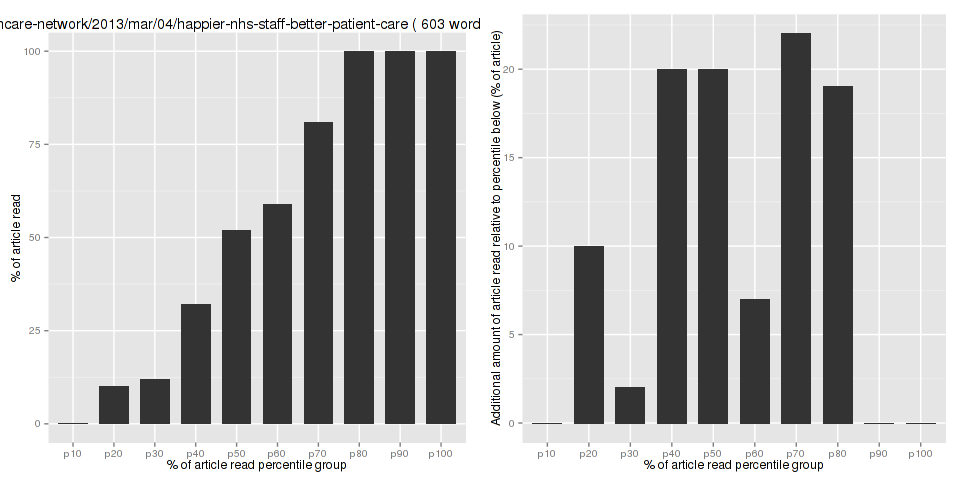 ncare-network/2013/mar/04/happier-nhs-staff-better-patient-care ( 603 word
% of article read
100
75
50
25
0
p10 p20 p30 p40 p50 p60 p70 p80 p90 p100
% of article read percentile group
Additional amount of article read relative to percentile below (% of article)
20
15
10
5
0
p10 p20 p30 p40 p50 p60 p70 p80 p90 p100
% of article read percentile group